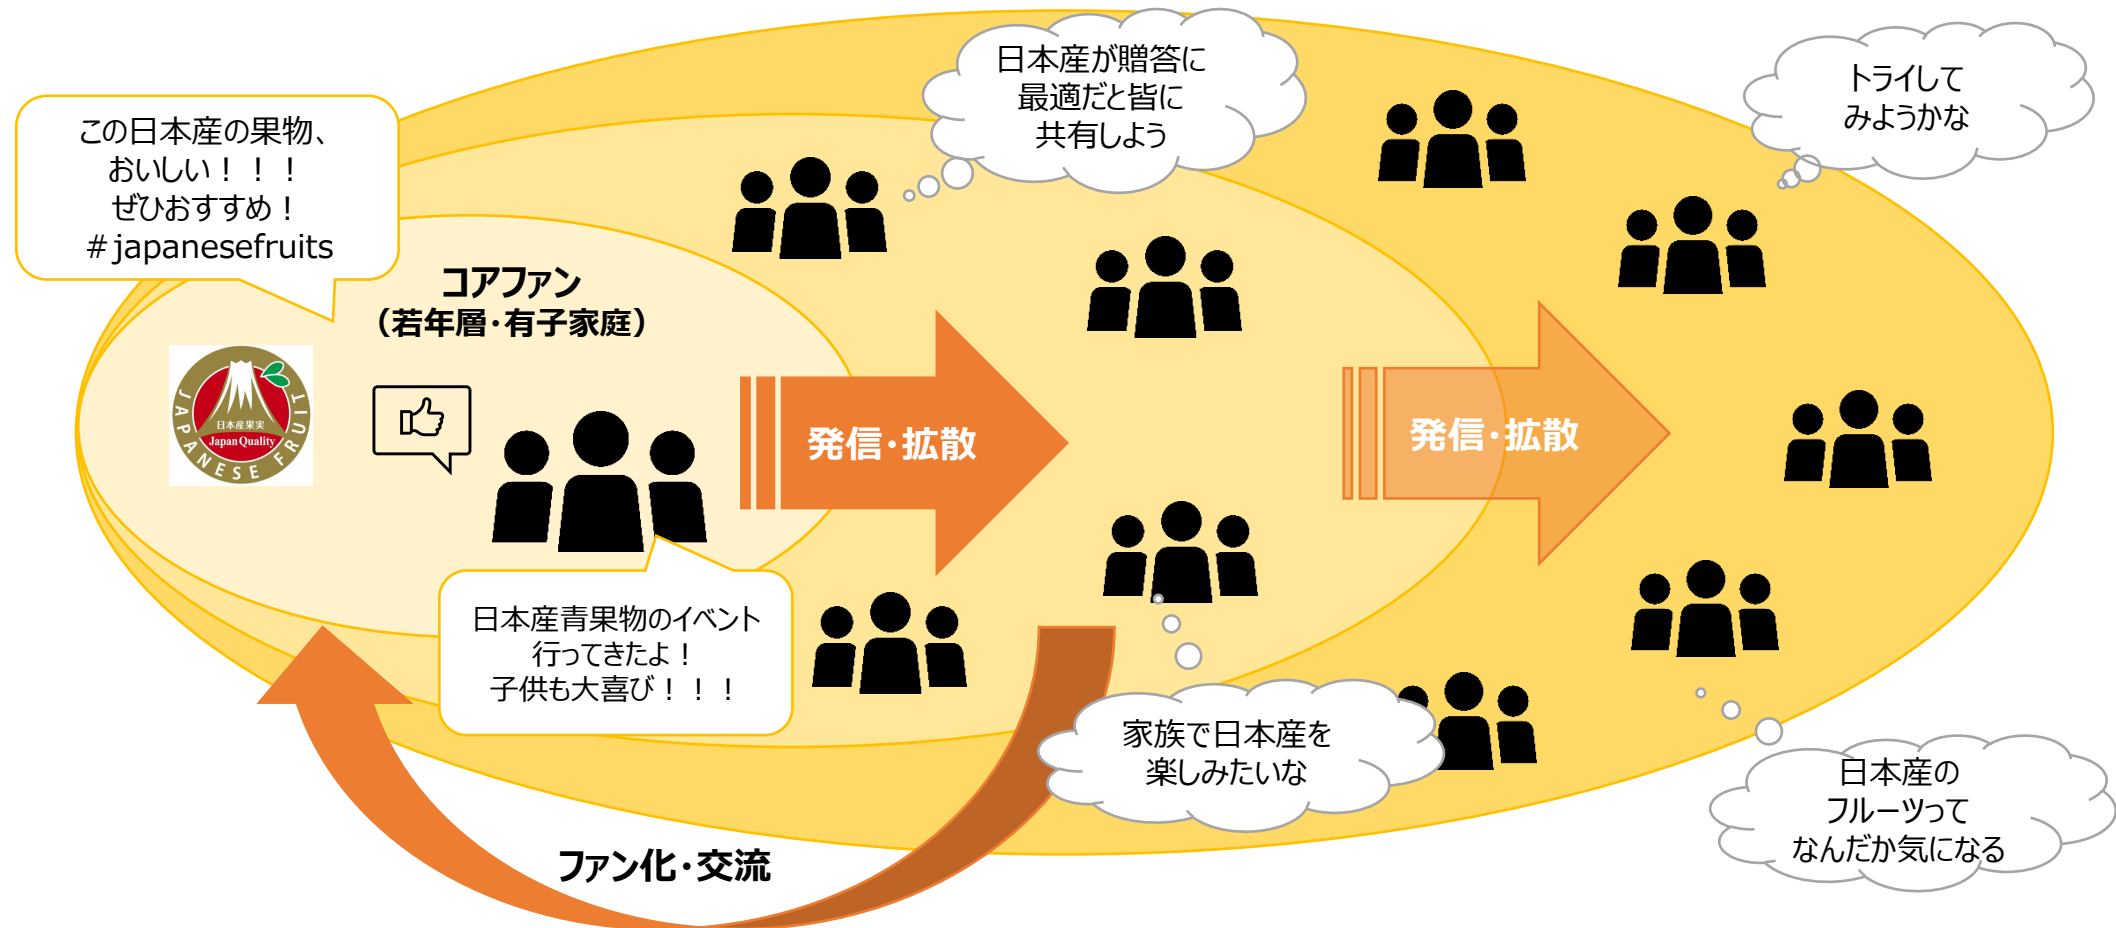 日本産が贈答に
最適だと皆に
共有しよう
トライして
みようかな
この日本産の果物、
おいしい！！！
ぜひおすすめ！
＃japanesefruits
コアファン
（若年層・有子家庭）
日本産果実
Japan Quality
JAPANESE FRUIT
発信・拡散
発信・拡散
日本産青果物のイベント
行ってきたよ！
子供も大喜び！！！
家族で日本産を
楽しみたいな
日本産の
フルーツって
なんだか気になる
ファン化・交流